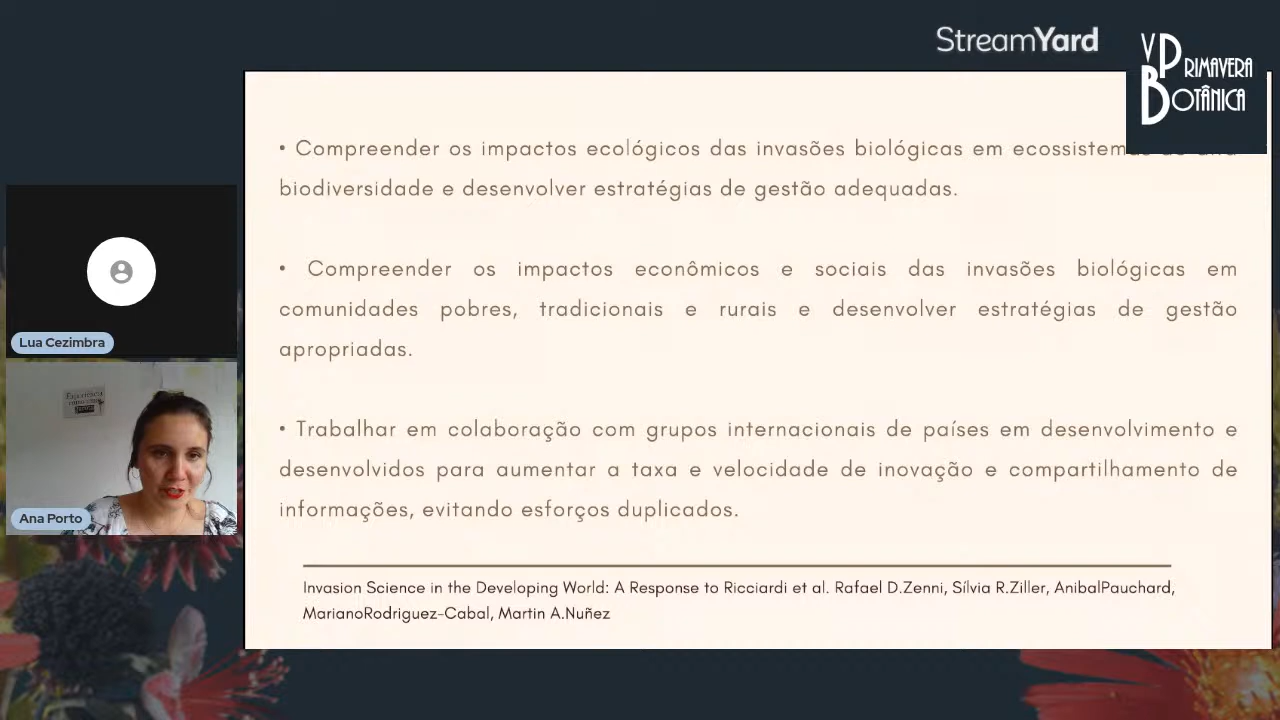 StreamYard
V PRIMAVERA
BOTÂNICA
• Compreender os impactos ecológicos das invasões biológicas em
biodiversidade e desenvolver estratégias de gestão adequadas.
• Compreender os impactos econômicos e sociais das invasões biológicas em
comunidades pobres, tradicionais e rurais e desenvolver estratégias de gestão
apropriadas.
• Trabalhar em colaboração com grupos internacionais de países em desenvolvimento e
desenvolvidos para aumentar a taxa e velocidade de inovação e compartilhamento de
informações, evitando esforços duplicados.
Invasion Science in the Developing World: A Response to Ricciardi et al. Rafael D.Zenni, Sílvia R.Ziller, AnibalPauchard,
MarianoRodriguez-Cabal, Martin A.Nuñez
Lua Cezimbra
Ana Porto